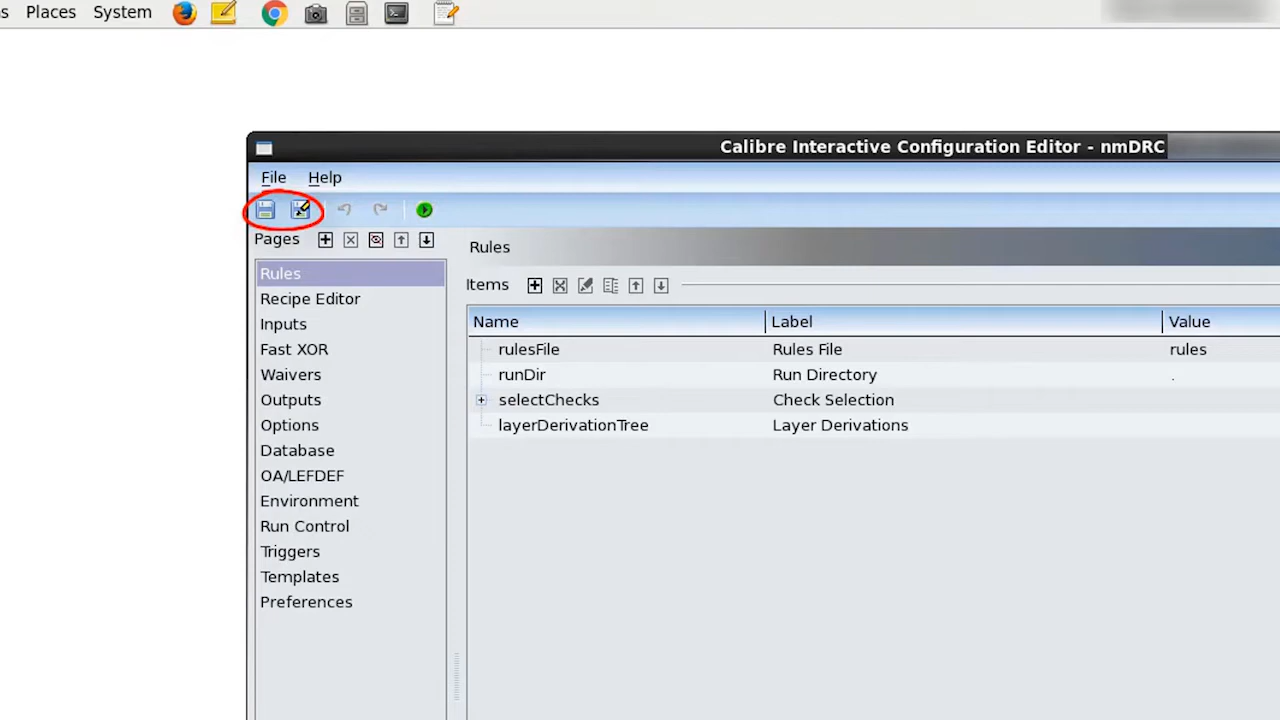 s Places System
Calibre Interactive Configuration Editor - nmDRC
File Help
Pages
Rules
Recipe Editor
Inputs
Fast XOR
Waivers
Outputs
Options
Database
OA/LEFDEF
Environment
Run Control
Triggers
Templates
Preferences
Rules
Items
Name Label Value
rulesFile Rules File rules
runDir Run Directory .
selectChecks Check Selection
layerDerivationTree Layer Derivations